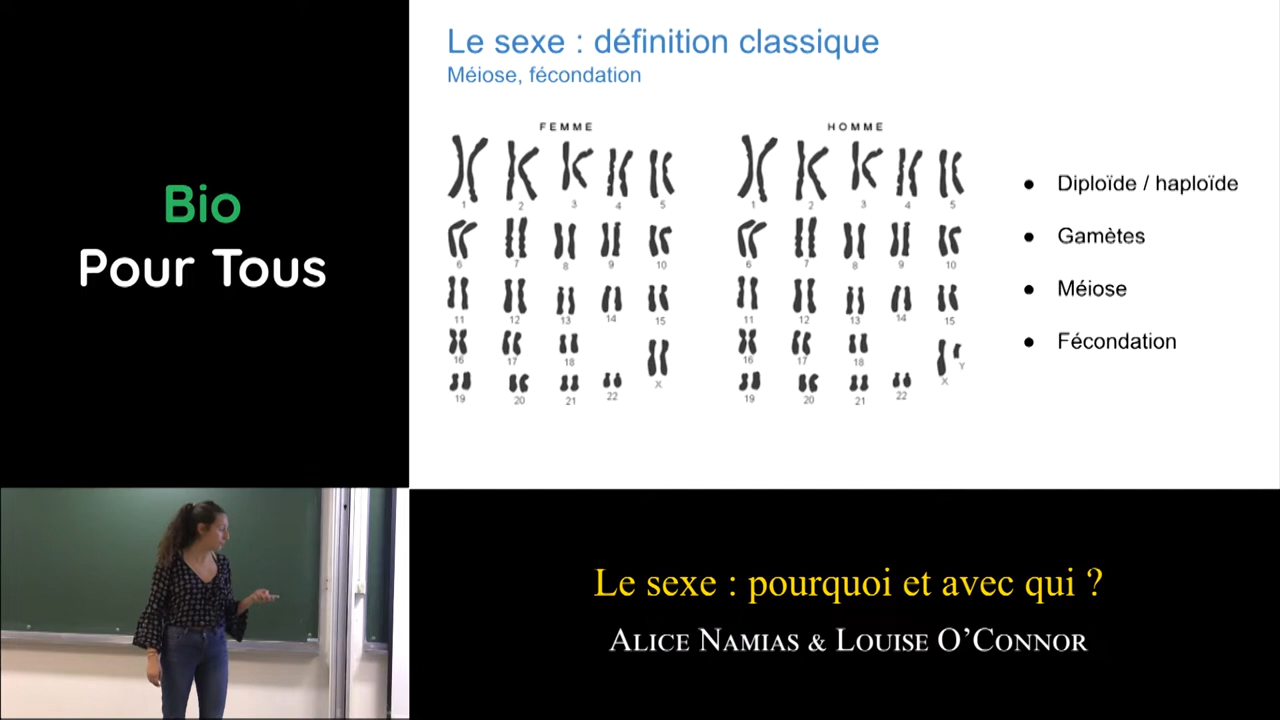 Bio
Pour Tous
Le sexe : définition classique
Méiose, fécondation
FEMME
1 2 3 4 5
6 7 8 9 10
11 12 13 14 15
16 17 18
19 20 21 22 X
HOMME
1 2 3 4 5
6 7 8 9 10
11 12 13 14 15
16 17 18 Y
19 20 21 22 X
● Diploïde / haploïde
● Gamètes
● Méiose
● Fécondation
Le sexe : pourquoi et avec qui ?
ALICE NAMIAS & LOUISE O'CONNOR